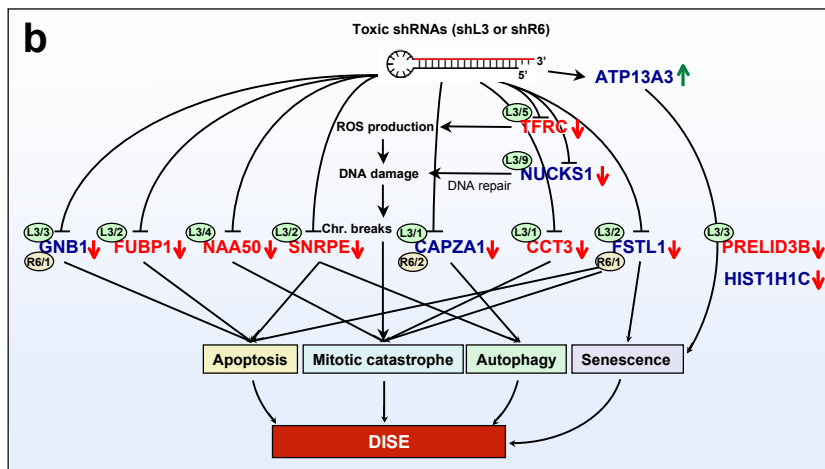 b
Toxic shRNAs (shL3 or shR6)
3’
5’
ATP13A3
L3/5
ROS production
TFRC
L3/9
DNA damage
NUCKS1
DNA repair
Chr. breaks
L3/3
L3/2
L3/4
L3/2
L3/1
L3/1
L3/2
L3/3
GNB1
FUBP1
NAA50
SNRPE
CAPZA1
CCT3
FSTL1
PRELID3B
R6/1
R6/2
R6/1
HIST1H1C
Apoptosis
Mitotic catastrophe
Autophagy
Senescence
DISE